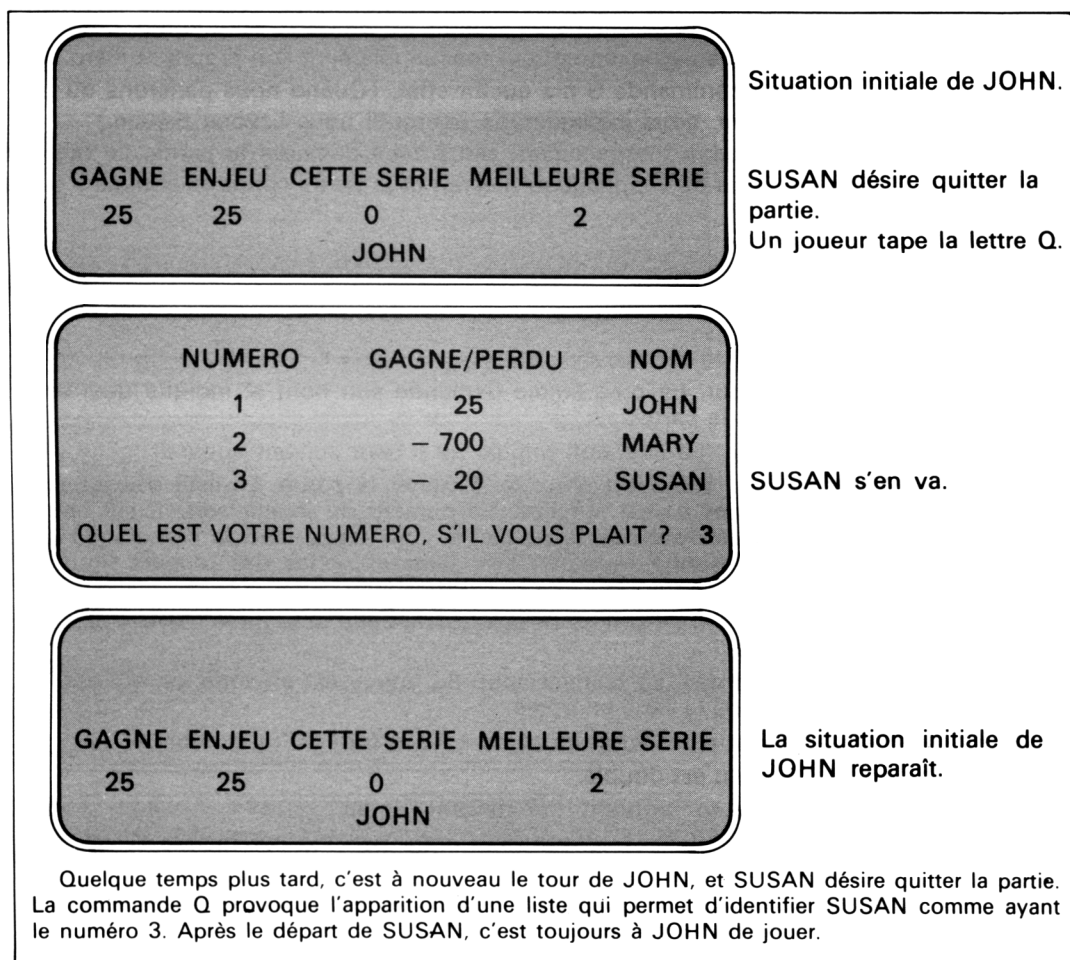 Situation initiale de JOHN.
GAGNE ENJEU CETTE SERIE MEILLEURE SERIE
25 25 0 2
JOHN
SUSAN désire quitter la
partie.
Un joueur tape la lettre Q.
NUMERO GAGNE/PERDU NOM
1 25 JOHN
2 – 700 MARY
3 – 20 SUSAN
SUSAN s'en va.
QUEL EST VOTRE NUMERO, S'IL VOUS PLAIT ? 3
GAGNE ENJEU CETTE SERIE MEILLEURE SERIE
25 25 0 2
JOHN
La situation initiale de
JOHN reparaît.
Quelque temps plus tard, c'est à nouveau le tour de JOHN, et SUSAN désire quitter la partie.
La commande Q provoque l'apparition d'une liste qui permet d'identifier SUSAN comme ayant
le numéro 3. Après le départ de SUSAN, c'est toujours à JOHN de jouer.